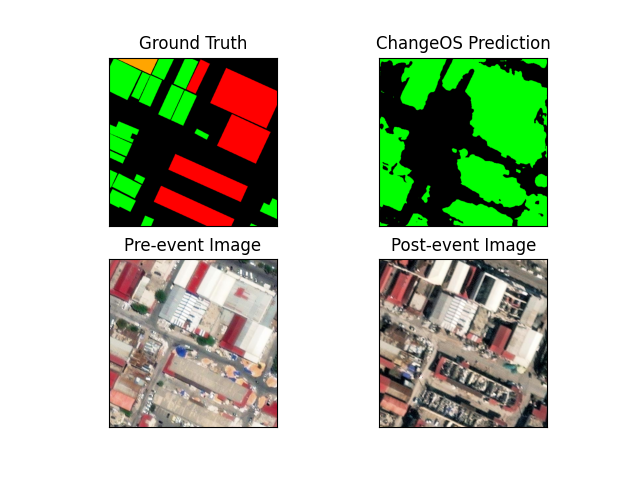 Ground Truth
ChangeOS Prediction
Pre-event Image
Post-event Image